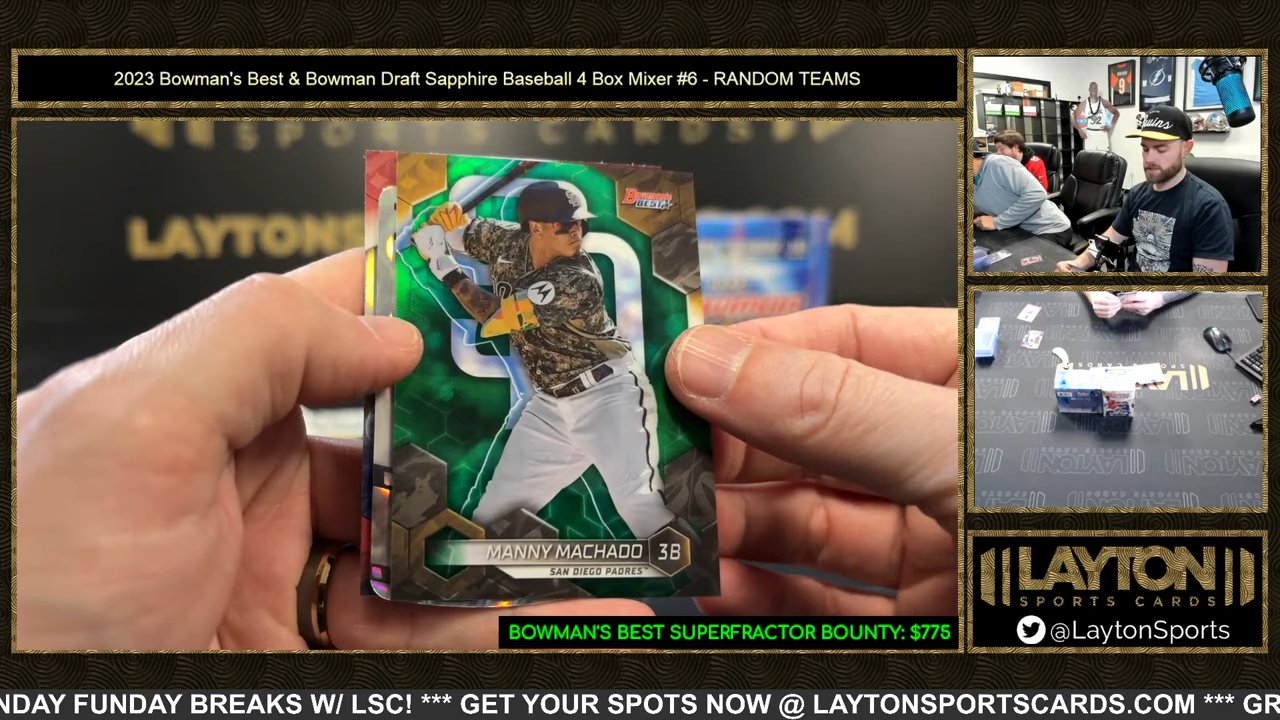 2023 Bowman's Best & Bowman Draft Sapphire Baseball 4 Box Mixer #6 - RANDOM TEAMS
LAYTON
BOWMAN'S BEST
MANNY MACHADO 3B
SAN DIEGO PADRES™
BOWMAN'S BEST SUPERFRACTOR BOUNTY: $775
LAYTON
SPORTS CARDS
@LaytonSports
NDAY FUNDAY BREAKS W/ LSC! *** GET YOUR SPOTS NOW @ LAYTONSPORTSCARDS.COM *** GR